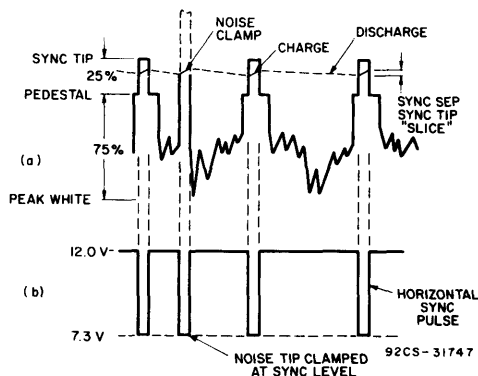 NOISE
CLAMP
CHARGE
DISCHARGE
SYNC TIP
25%
PEDESTAL
SYNC SEP
SYNC TIP
"SLICE"
75%
(a)
PEAK WHITE
12.0 V
(b)
HORIZONTAL
SYNC
PULSE
7.3 V
92CS-31747
NOISE TIP CLAMPED
AT SYNC LEVEL